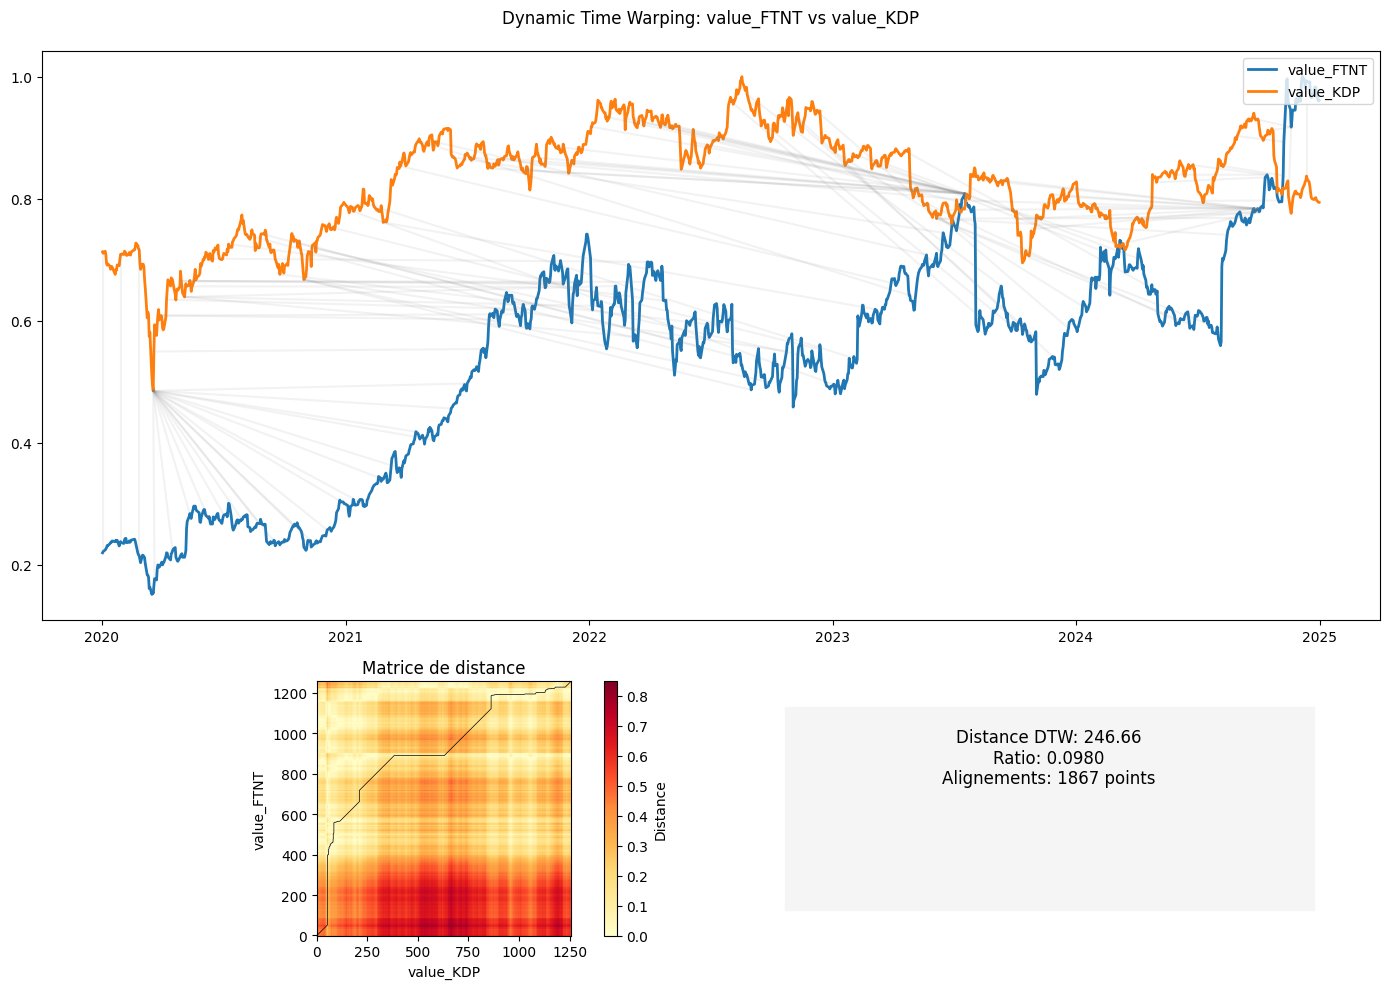 Dynamic Time Warping: value_FTNT vs value_KDP
value_FTNT
value_KDP
1.0
0.8
0.6
0.4
0.2
2020 2021 2022 2023 2024 2025
Matrice de distance
value_FTNT
1200
1000
800
600
400
200
0
0 250 500 750 1000 1250
value_KDP
0.8
0.7
0.6
0.5
0.4
0.3
0.2
0.1
0.0
Distance
Distance DTW: 246.66
Ratio: 0.0980
Alignements: 1867 points